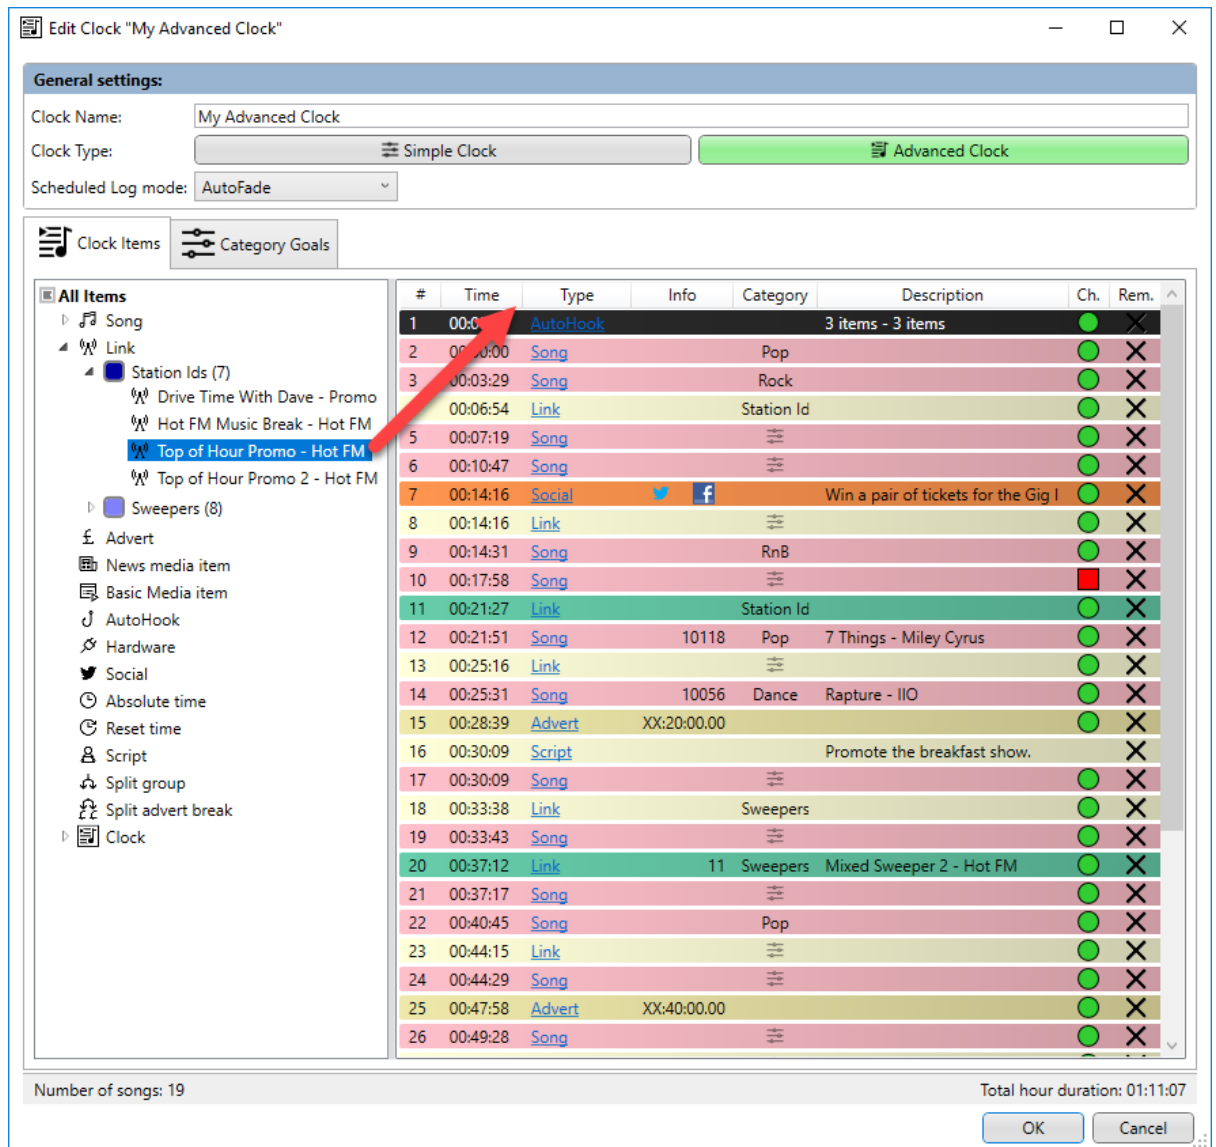 Edit Clock "My Advanced Clock"
General settings:
Clock Name: My Advanced Clock
Clock Type: Simple Clock Advanced Clock
Scheduled Log mode: AutoFade
Clock Items Category Goals
All Items
Song
Link
Station Ids (7)
Drive Time With Dave - Promo
Hot FM Music Break - Hot FM
Top of Hour Promo - Hot FM
Top of Hour Promo 2 - Hot FM
Sweepers (8)
£ Advert
News media item
Basic Media item
AutoHook
Hardware
Social
Absolute time
Reset time
Script
Split group
Split advert break
Clock
# Time Type Info Category Description Ch. Rem.
1 00:0 AutoHook 3 items - 3 items
2 00:00:00 Song Pop
3 00:03:29 Song Rock
00:06:54 Link Station Id
5 00:07:19 Song
6 00:10:47 Song
7 00:14:16 Social Win a pair of tickets for the Gig I
8 00:14:16 Link
9 00:14:31 Song RnB
10 00:17:58 Song
11 00:21:27 Link Station Id
12 00:21:51 Song 10118 Pop 7 Things - Miley Cyrus
13 00:25:16 Link
14 00:25:31 Song 10056 Dance Rapture - IIO
15 00:28:39 Advert XX:20:00.00
16 00:30:09 Script Promote the breakfast show.
17 00:30:09 Song
18 00:33:38 Link Sweepers
19 00:33:43 Song
20 00:37:12 Link 11 Sweepers Mixed Sweeper 2 - Hot FM
21 00:37:17 Song
22 00:40:45 Song Pop
23 00:44:15 Link
24 00:44:29 Song
25 00:47:58 Advert XX:40:00.00
26 00:49:28 Song
Number of songs: 19 Total hour duration: 01:11:07
OK Cancel